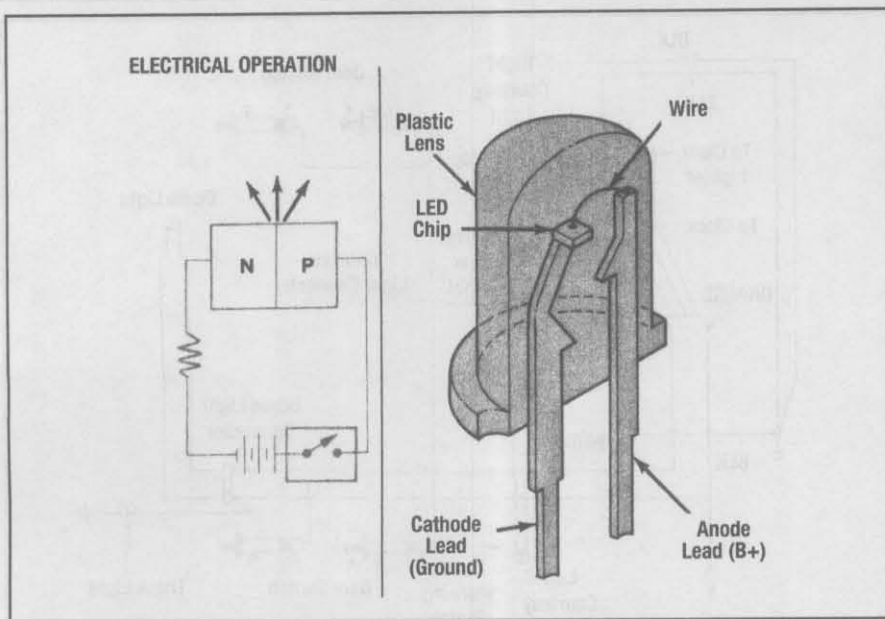 ELECTRICAL OPERATION
N P
Plastic
Lens
Wire
LED
Chip
Cathode
Lead
(Ground)
Anode
Lead (B+)